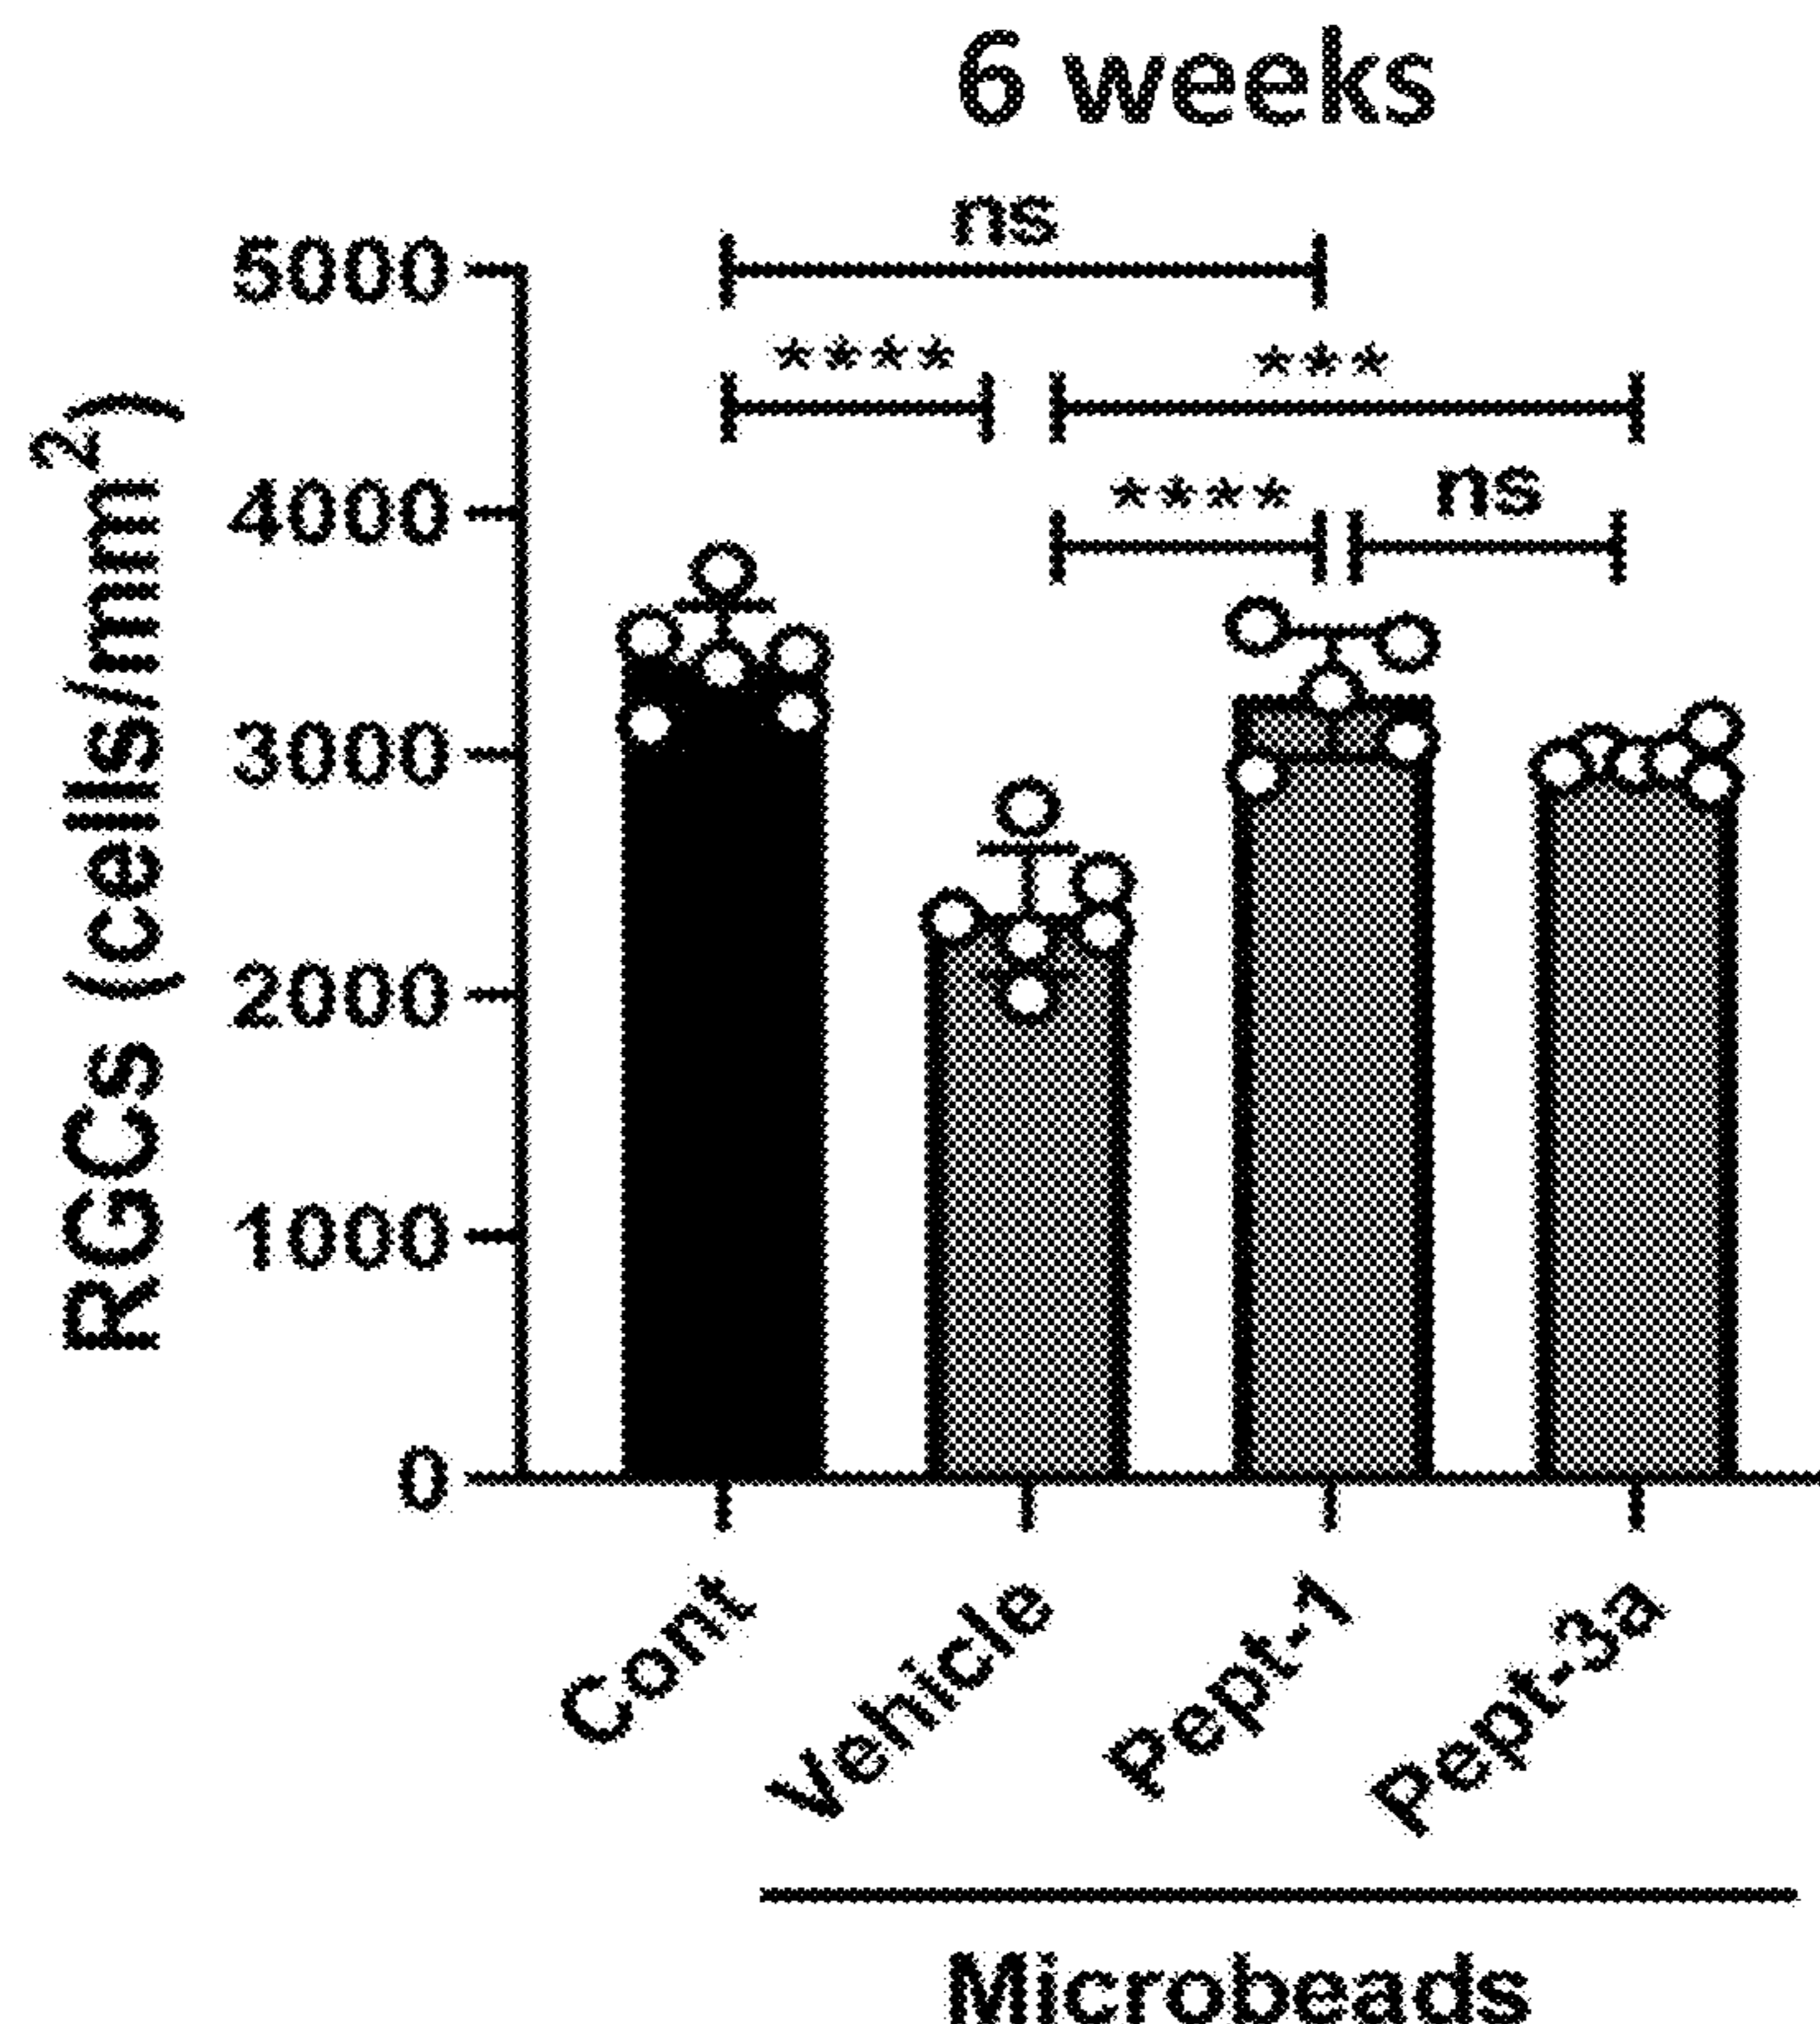 6 weeks
ns
**** ***
**** ns
RGCs (cells/mm²)
5000
4000
3000
2000
1000
0
Cont
Vehicle
Pept-1
Pept-3a
Microbeads